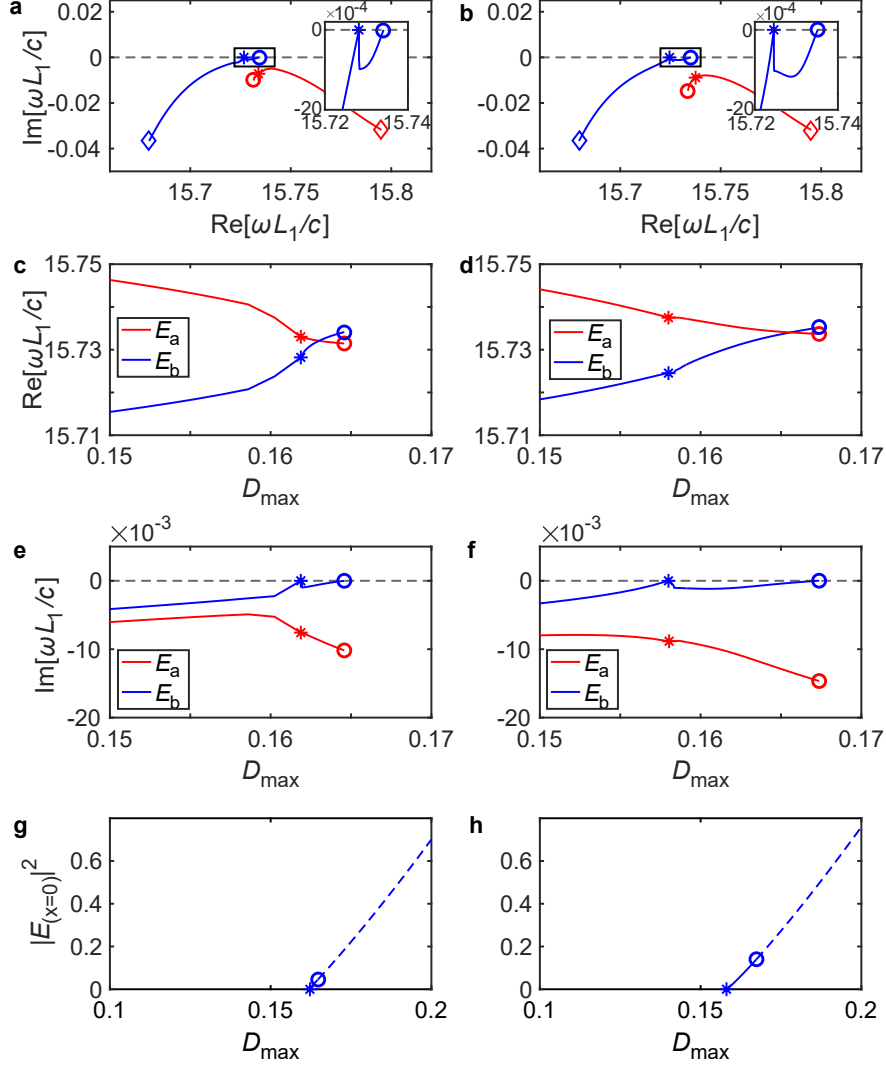 a
0.02
0
-0.02
-0.04
Im[ωL1/c]
15.7
15.75
15.8
Re[ωL1/c]
×10-4
0
-20
15.72
15.74
b
15.7
15.75
15.8
Re[ωL1/c]
×10-4
0
-20
15.72
15.74
c
15.75
15.73
15.71
Re[ωL1/c]
Ea
Eb
0.15
0.16
0.17
Dmax
d
15.75
15.73
15.71
Ea
Eb
0.15
0.16
0.17
Dmax
e
×10-3
0
-10
-20
Im[ωL1/c]
Ea
Eb
0.15
0.16
0.17
Dmax
f
×10-3
0
-10
-20
Ea
Eb
0.15
0.16
0.17
Dmax
g
0.6
0.4
0.2
0
|E(x=0)|2
0.1
0.15
0.2
Dmax
h
0.6
0.4
0.2
0
0.1
0.15
0.2
Dmax